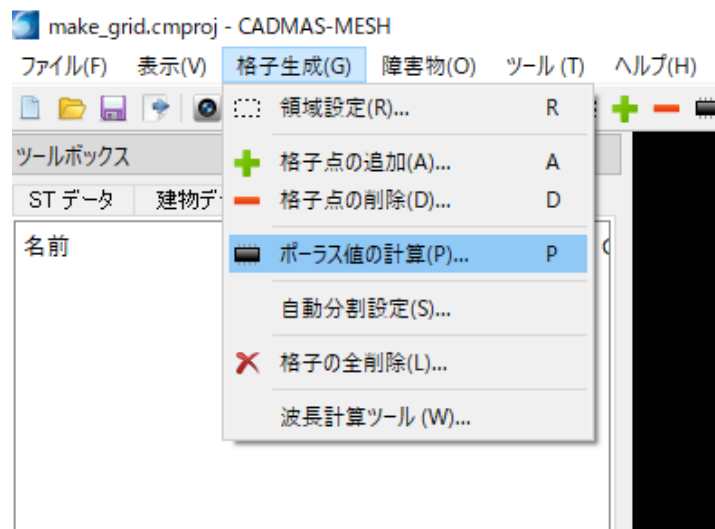 make_grid.cmproj - CADMAS-MESH
ファイル(F) 表示(V) 格子生成(G) 障害物(O) ツール (T) ヘルプ(H)
領域設定(R)... R
ツールボックス
格子点の追加(A)... A
ST データ 建物デ
格子点の削除(D)... D
名前
ポーラス値の計算(P)... P
自動分割設定(S)...
格子の全削除(L)...
波長計算ツール (W)...